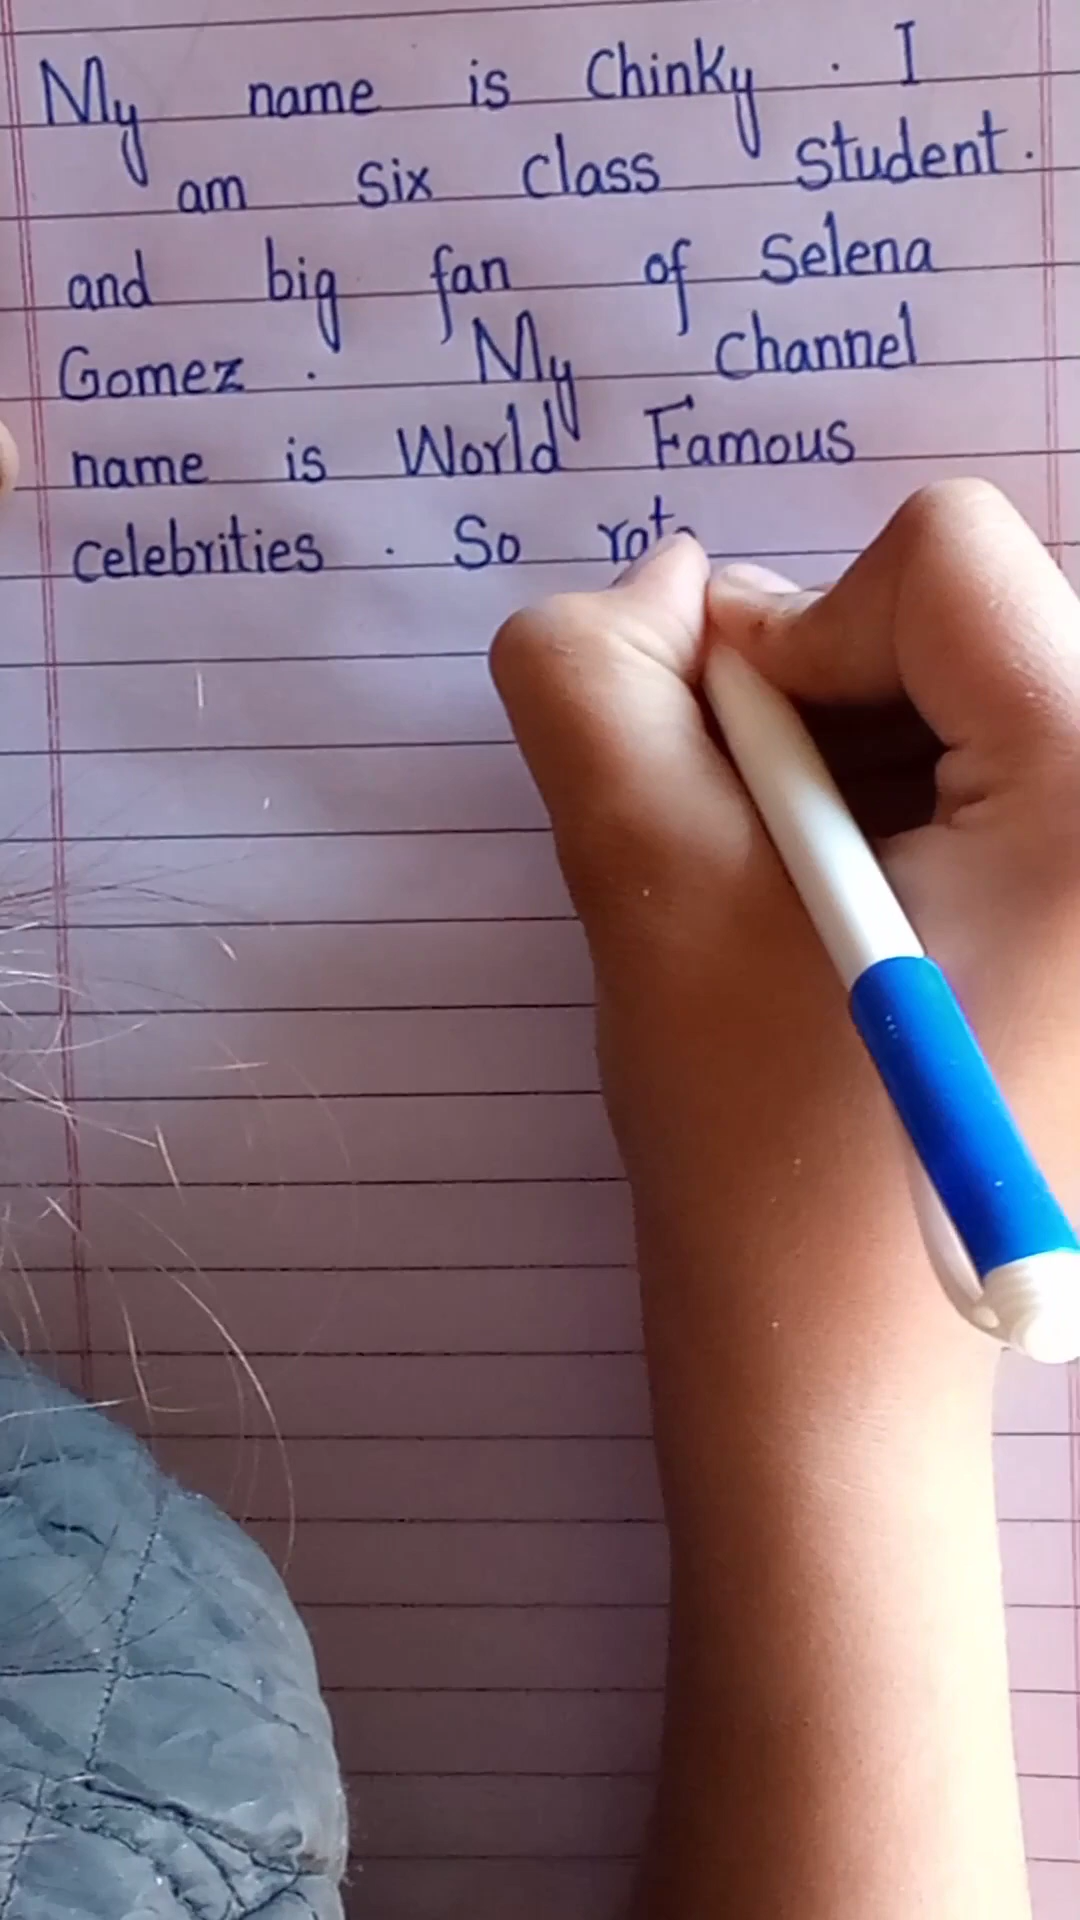 My name is Chinky . I
am six class student .
and big fan of Selena
Gomez . My channel
name is World Famous
celebrities . So rate